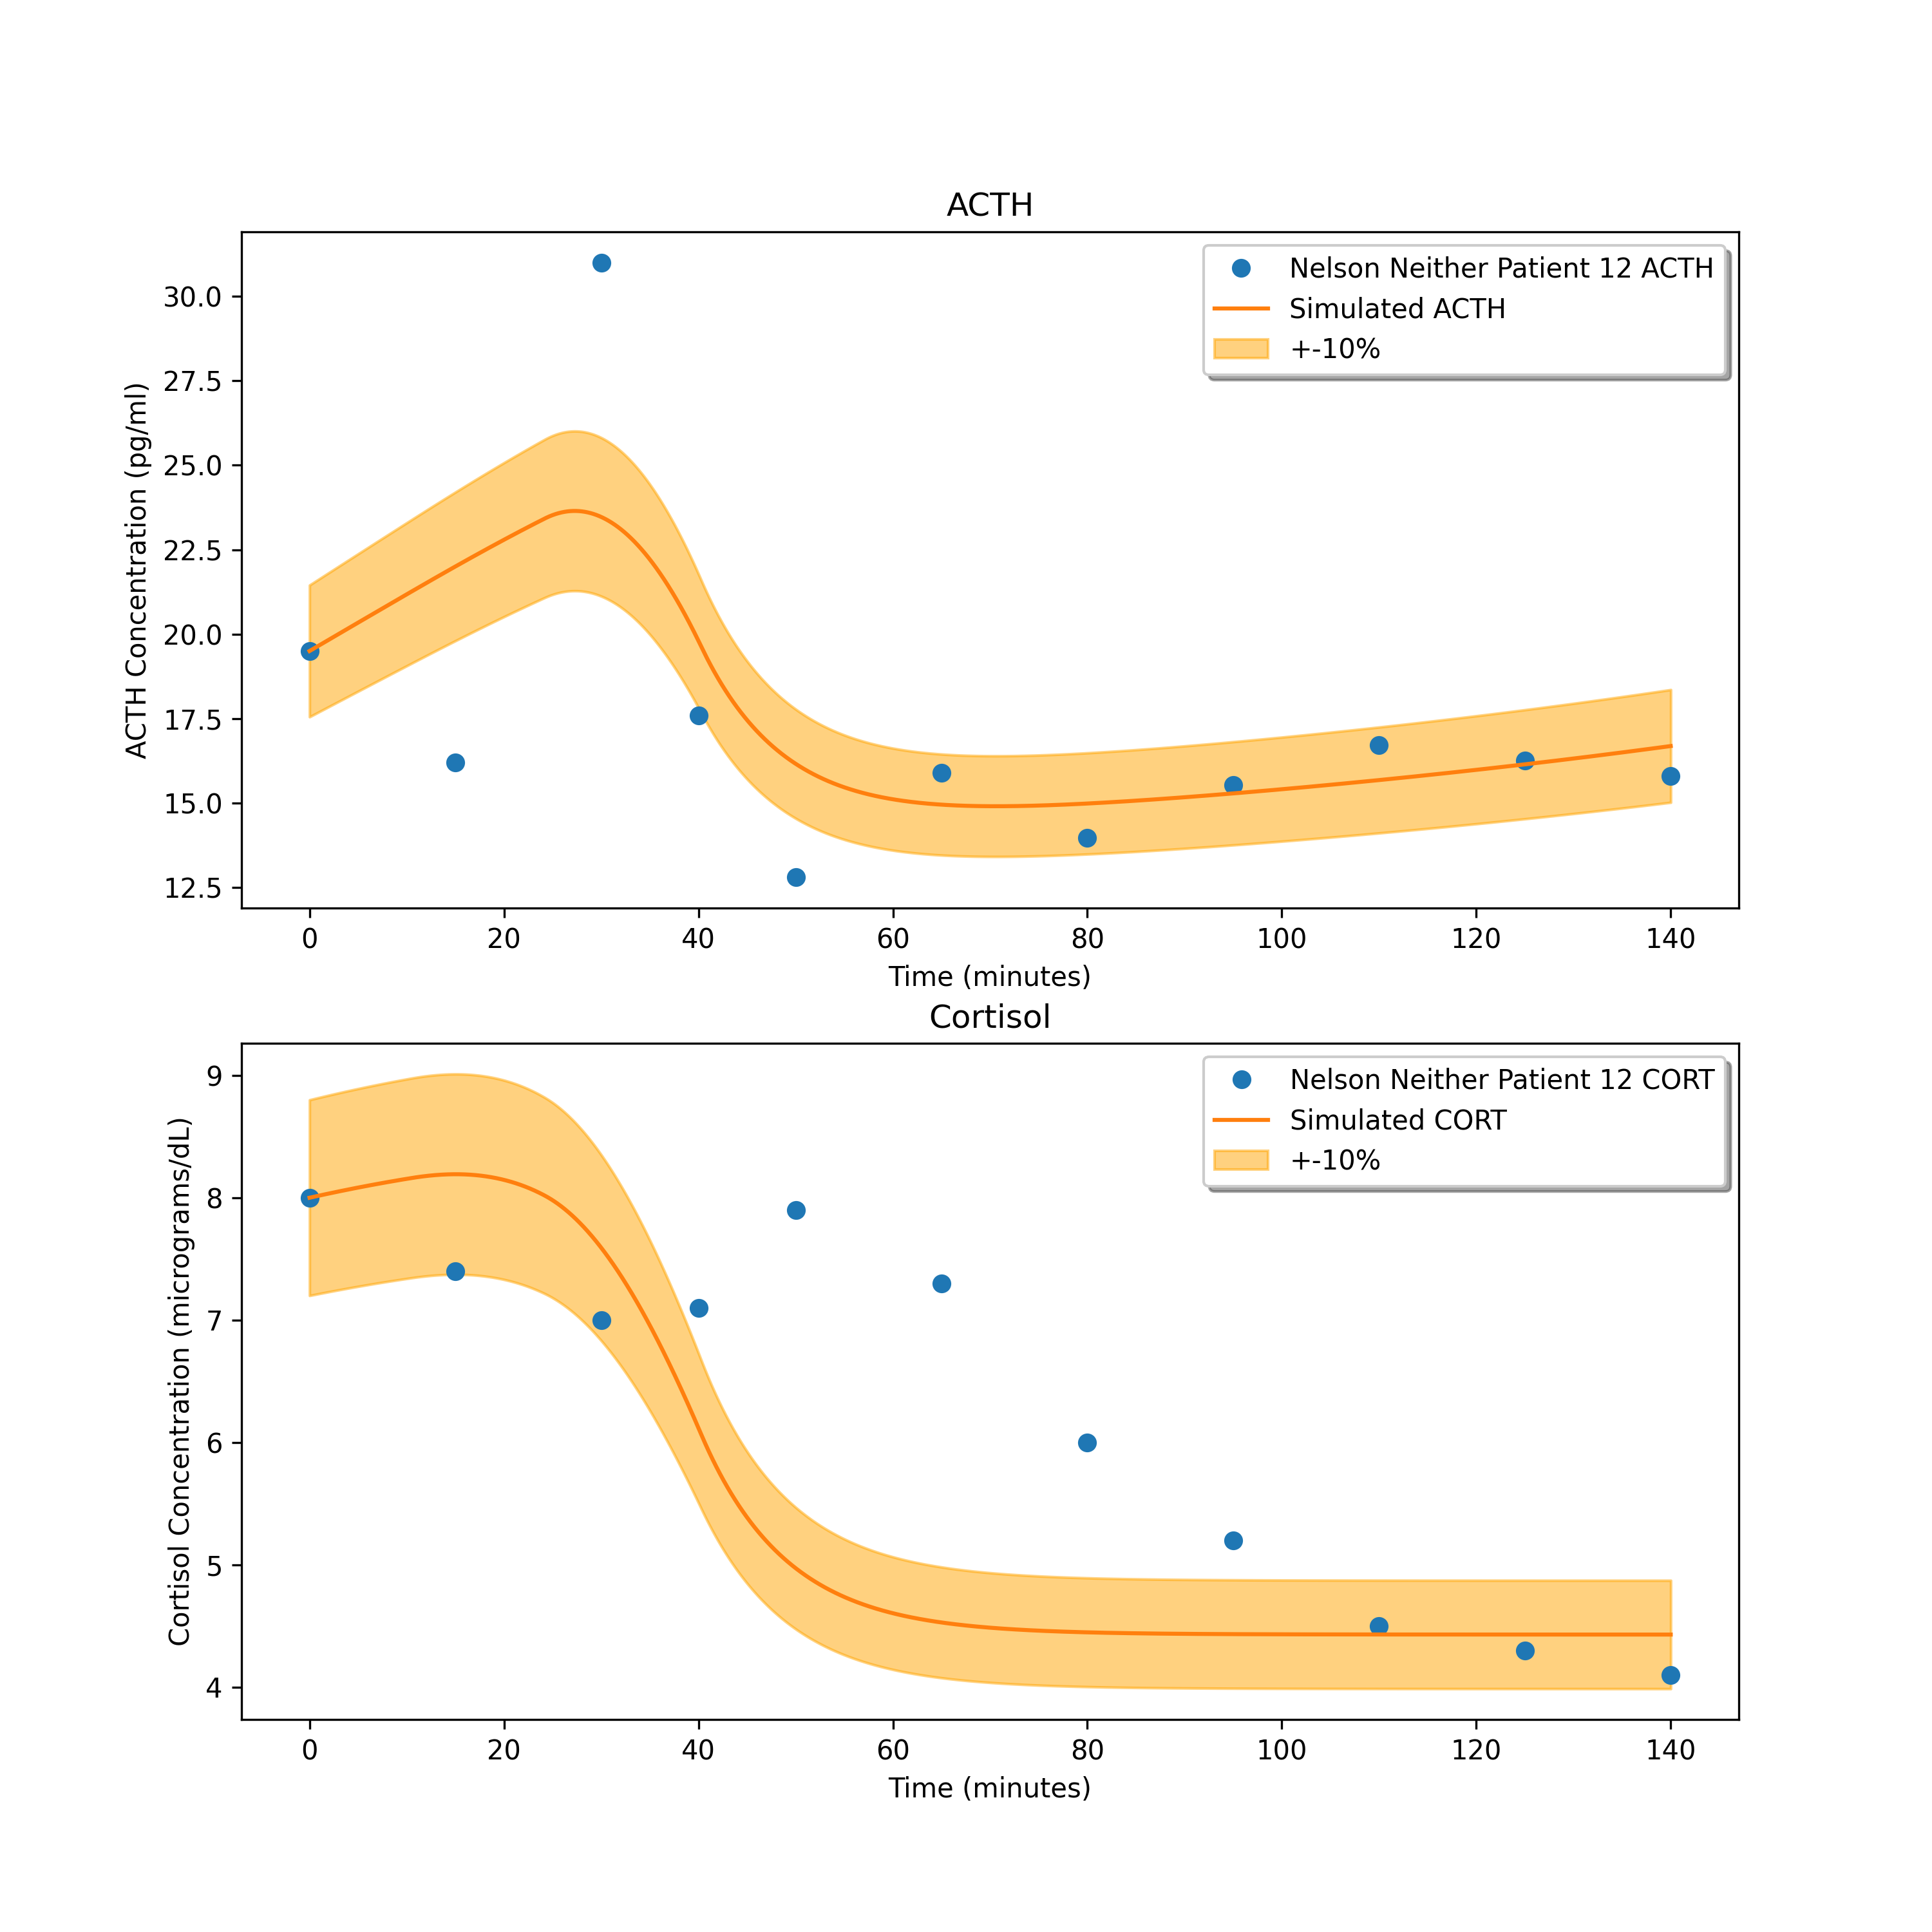 ACTH
Nelson Neither Patient 12 ACTH
Simulated ACTH
+-10%
ACTH Concentration (pg/ml)
30.0
27.5
25.0
22.5
20.0
17.5
15.0
12.5
0 20 40 60 80 100 120 140
Time (minutes)
Cortisol
Nelson Neither Patient 12 CORT
Simulated CORT
+-10%
Cortisol Concentration (micrograms/dL)
9
8
7
6
5
4
0 20 40 60 80 100 120 140
Time (minutes)